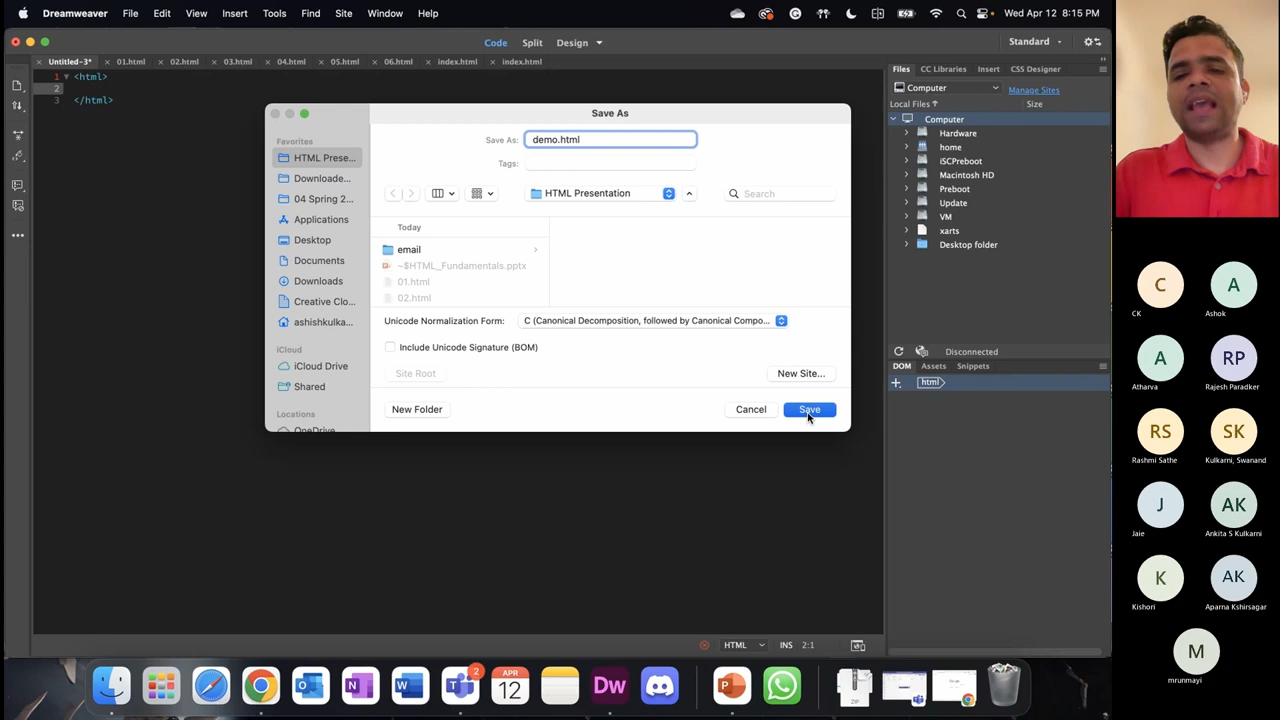 Dreamweaver File Edit View Insert Tools Find Site Window Help Wed Apr 12 8:15 PM
Code Split Design Standard
Untitled-3* 01.html 02.html 03.html 04.html 05.html 06.html index.html index.html
1 <html>
2
3 </html>
Save As
Save As: demo.html
Tags:
HTML Presentation
Search
Favorites
HTML Prese...
Downloade...
04 Spring 2...
Applications
Desktop
Documents
Downloads
Creative Clo...
ashishkulka...
iCloud
iCloud Drive
Shared
Locations
OneDrive
Today
email
~$HTML_Fundamentals.pptx
01.html
02.html
Unicode Normalization Form: C (Canonical Decomposition, followed by Canonical Compo...
Include Unicode Signature (BOM)
Site Root
New Site...
New Folder
Cancel
Save
Files CC Libraries Insert CSS Designer
Computer Manage Sites
Local Files Size
Computer
Hardware
home
iSCPreboot
Macintosh HD
Preboot
Update
VM
xarts
Desktop folder
Disconnected
DOM Assets Snippets
html
HTML INS 2:1
2
APR
12
Dw
ZIP
C
CK
A
Ashok
A
Atharva
RP
Rajesh Paradker
RS
Rashmi Sathe
SK
Kulkarni, Swanand
J
Jaie
AK
Ankita S Kulkarni
K
Kishori
AK
Aparna Kshirsagar
M
mrunmayi